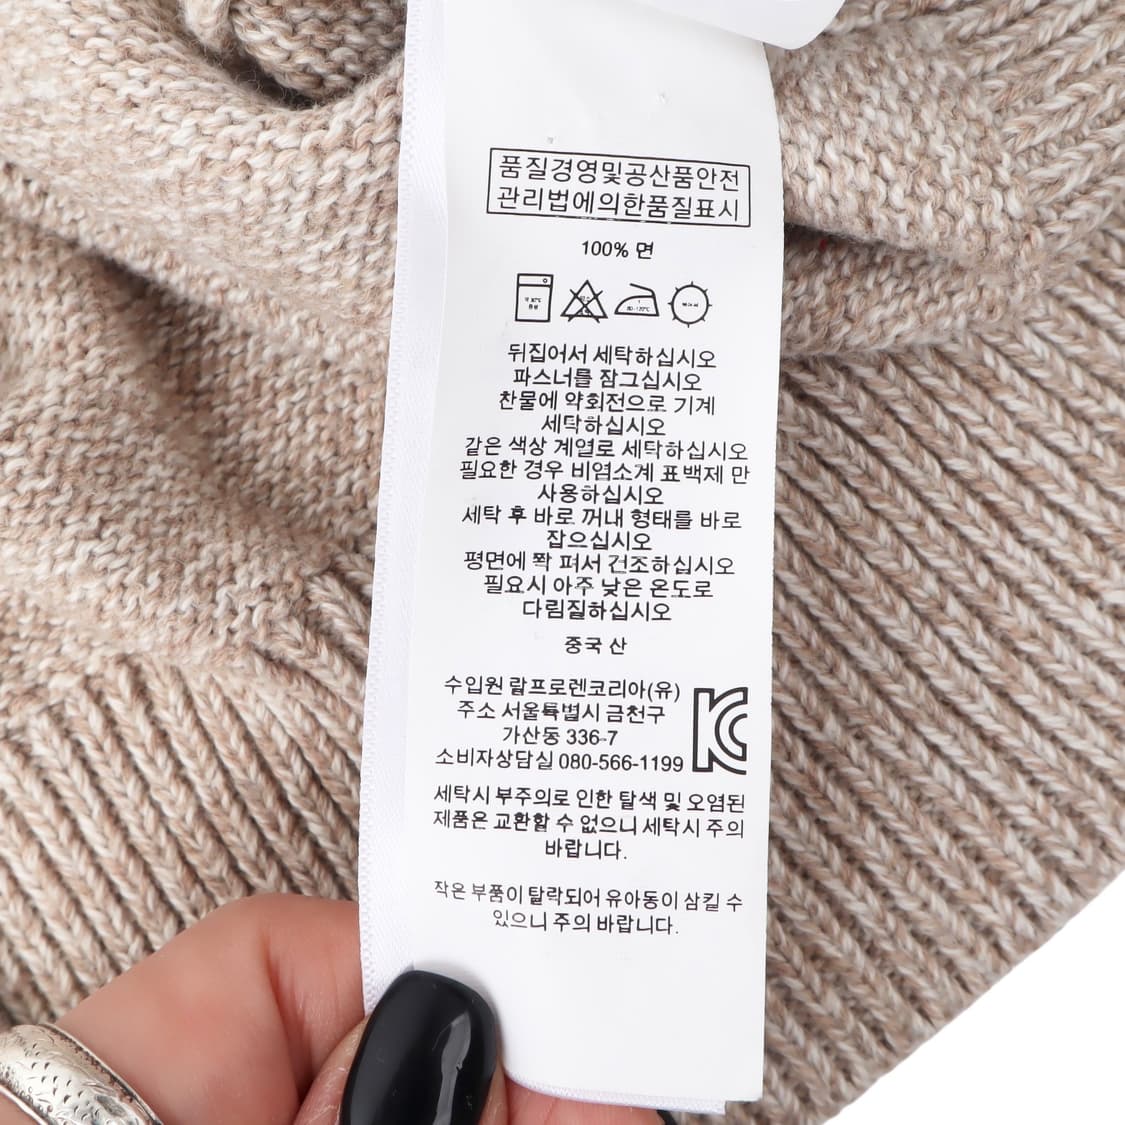 품질경영및공산품안전
관리법에의한품질표시
100% 면
80-120℃
뒤집어서 세탁하십시오
파스너를 잠그십시오
찬물에 약회전으로 기계
세탁하십시오
같은 색상 계열로 세탁하십시오
필요한 경우 비염소계 표백제 만
사용하십시오
세탁 후 바로 꺼내 형태를 바로
잡으십시오
평면에 쫙 펴서 건조하십시오
필요시 아주 낮은 온도로
다림질하십시오
중국 산
수입원 랄프로렌코리아(유)
주소 서울특별시 금천구
가산동 336-7
소비자상담실 080-566-1199
세탁시 부주의로 인한 탈색 및 오염된
제품은 교환할 수 없으니 세탁시 주의
바랍니다.
작은 부품이 탈락되어 유아동이 삼킬 수
있으니 주의 바랍니다.